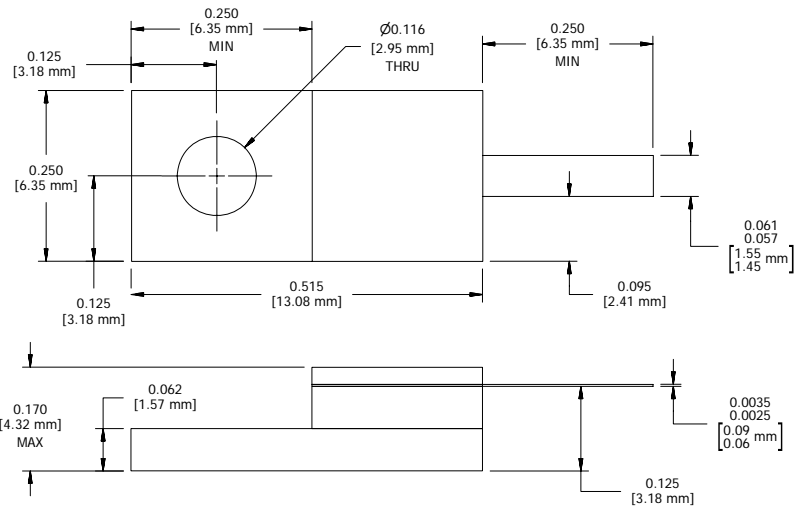 0.250
[6.35 mm]
MIN
Ø0.116
[2.95 mm]
THRU
0.250
[6.35 mm]
MIN
0.125
[3.18 mm]
0.250
[6.35 mm]
0.061
0.057
[1.55
1.45 mm]
0.125
[3.18 mm]
0.515
[13.08 mm]
0.095
[2.41 mm]
0.170
[4.32 mm]
MAX
0.062
[1.57 mm]
0.0035
0.0025
[0.09
0.06 mm]
0.125
[3.18 mm]